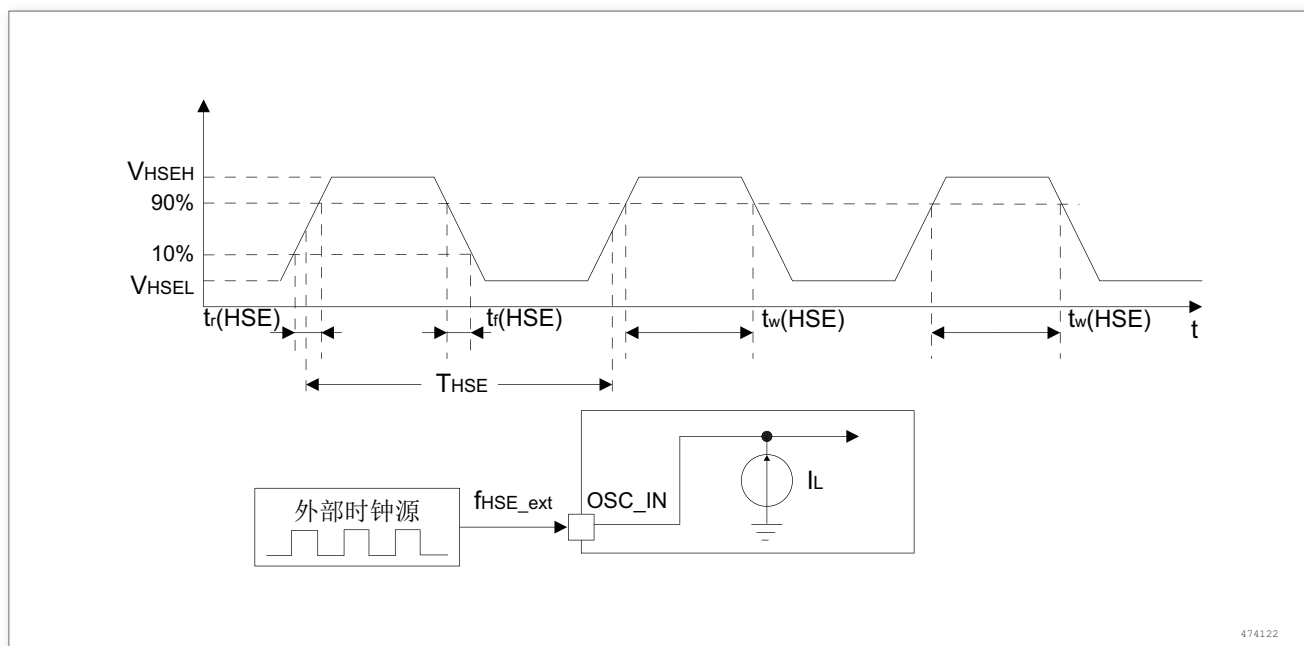 VHSEH
90%
10%
VHSEL
tr(HSE) tf(HSE) tw(HSE) tw(HSE)
t
THSE
IL
fHSE_ext OSC_IN
外部时钟源
474122